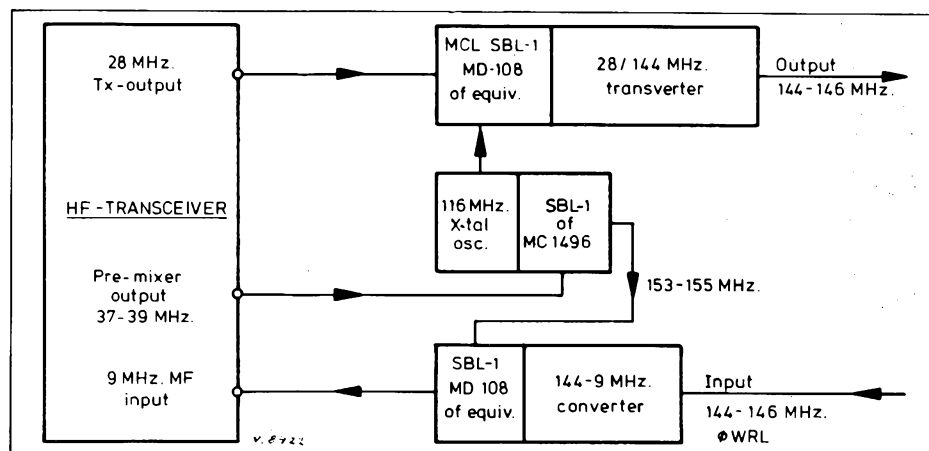 28 MHz.
Tx-output
HF-TRANSCEIVER
Pre-mixer
output
37-39 MHz.
9 MHz. MF
input
MCL SBL-1
MD-108
of equiv.
28/144 MHz.
transverter
Output
144-146 MHz.
116 MHz.
X-tal
osc.
SBL-1
of
MC 1496
153-155 MHz.
SBL-1
MD 108
of equiv.
144-9 MHz.
converter
Input
144-146 MHz.
ØWRL